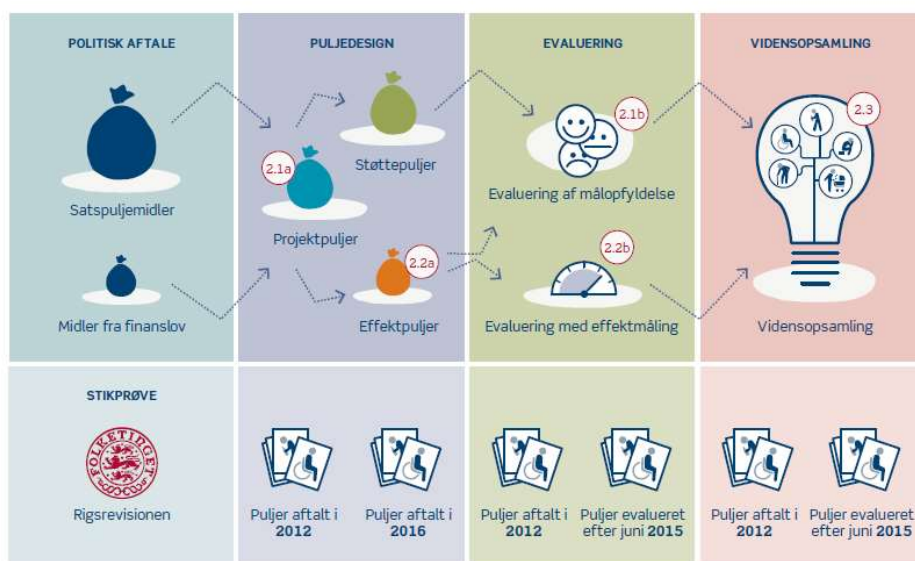 POLITISK AFTALE
Satspuljemidler
Midler fra finanslov
PULJEDESIGN
2.1a
Støttepuljer
Projektpuljer
2.2a
Effektpuljer
EVALUERING
2.1b
Evaluering af målopfyldelse
2.2b
Evaluering med effektmåling
VIDENSOPSAMLING
2.3
Vidensopsamling
STIKPRØVE
FOLKETINGET
Rigsrevisionen
Puljer aftalt i
2012
Puljer aftalt i
2016
Puljer aftalt i
2012
Puljer evalueret
efter juni 2015
Puljer aftalt i
2012
Puljer evalueret
efter juni 2015